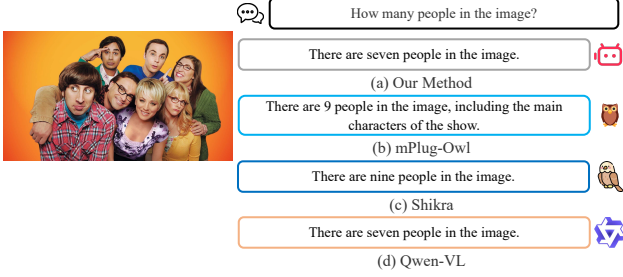 How many people in the image?
There are seven people in the image.
(a) Our Method
There are 9 people in the image, including the main
characters of the show.
(b) mPlug-Owl
There are nine people in the image.
(c) Shikra
There are seven people in the image.
(d) Qwen-VL